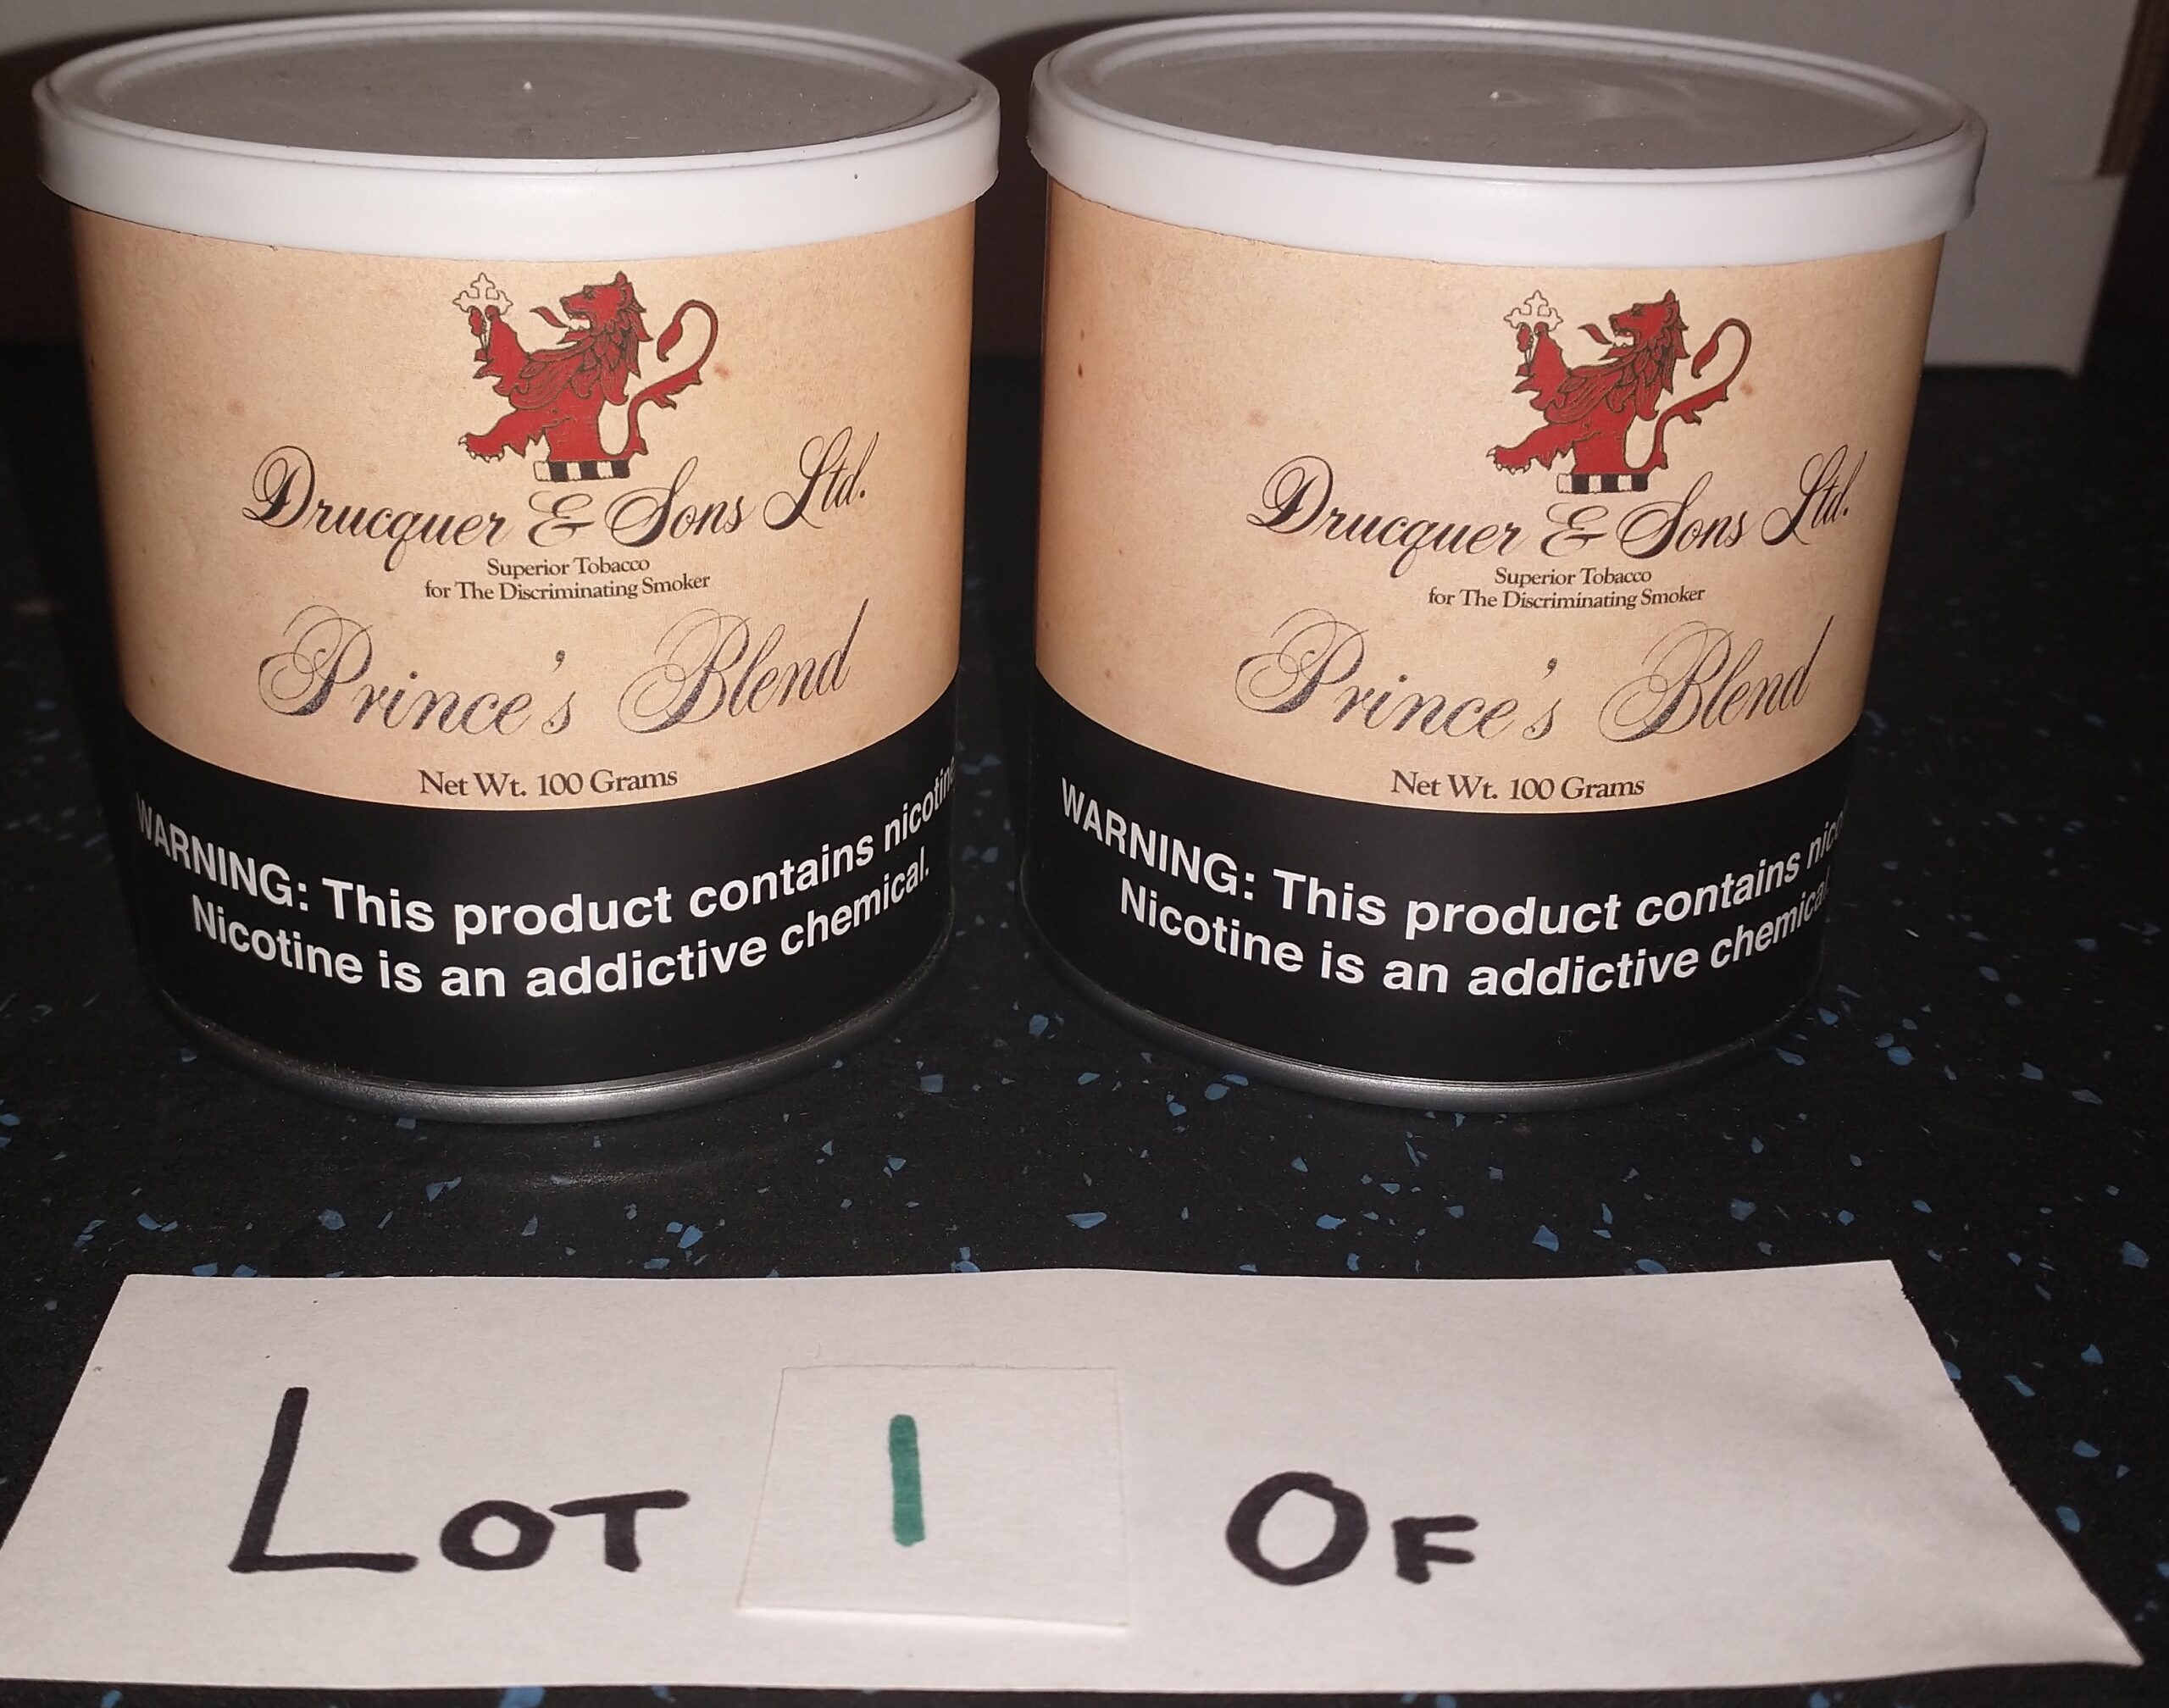 Drucquer & Sons Ltd.
Superior Tobacco
for The Discriminating Smoker
Prince's Blend
Net Wt. 100 Grams
WARNING: This product contains
Nicotine is an addictive chemical.
Drucquer & Sons Ltd.
Superior Tobacco
for The Discriminating Smoker
Prince's Blend
Net Wt. 100 Grams
WARNING: This product contains
Nicotine is an addictive chemical.
LOT 1 OF